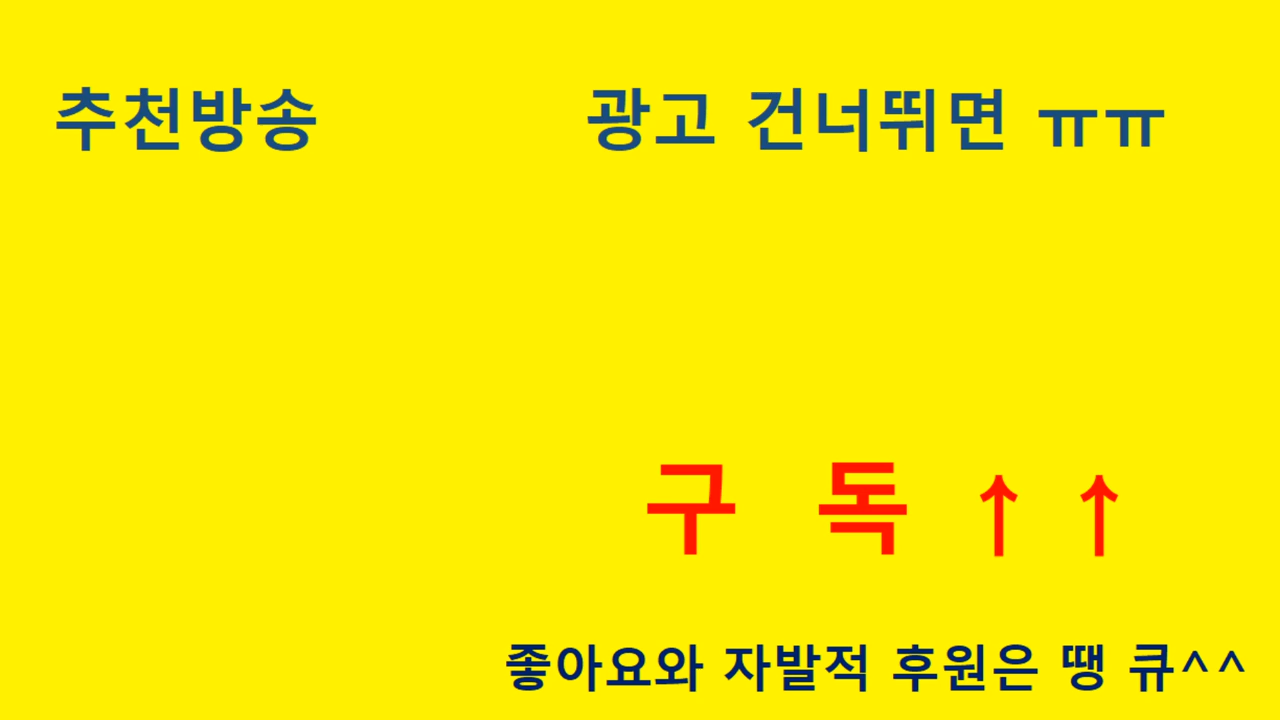 추천방송
광고 건너뛰면 ㅠㅠ
구 독 ↑ ↑
좋아요와 자발적 후원은 땡 큐^^